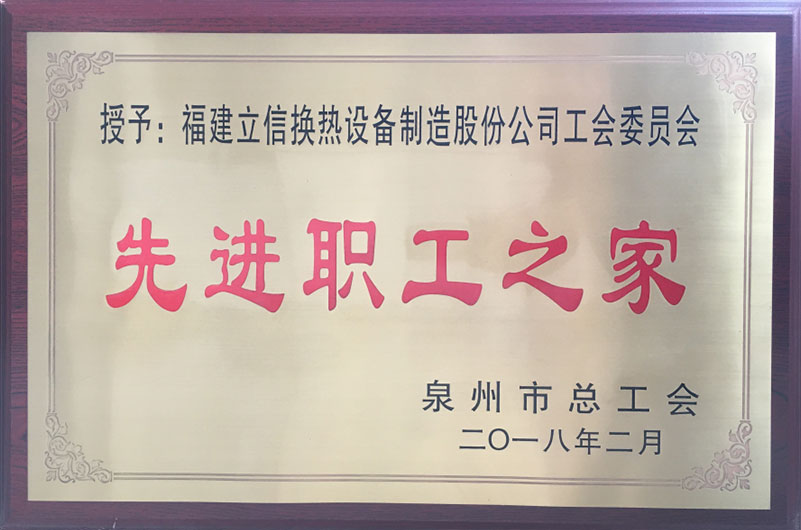 授予：福建立信换热设备制造股份公司工会委员会
先进职工之家
泉州市总工会
二〇一八年二月